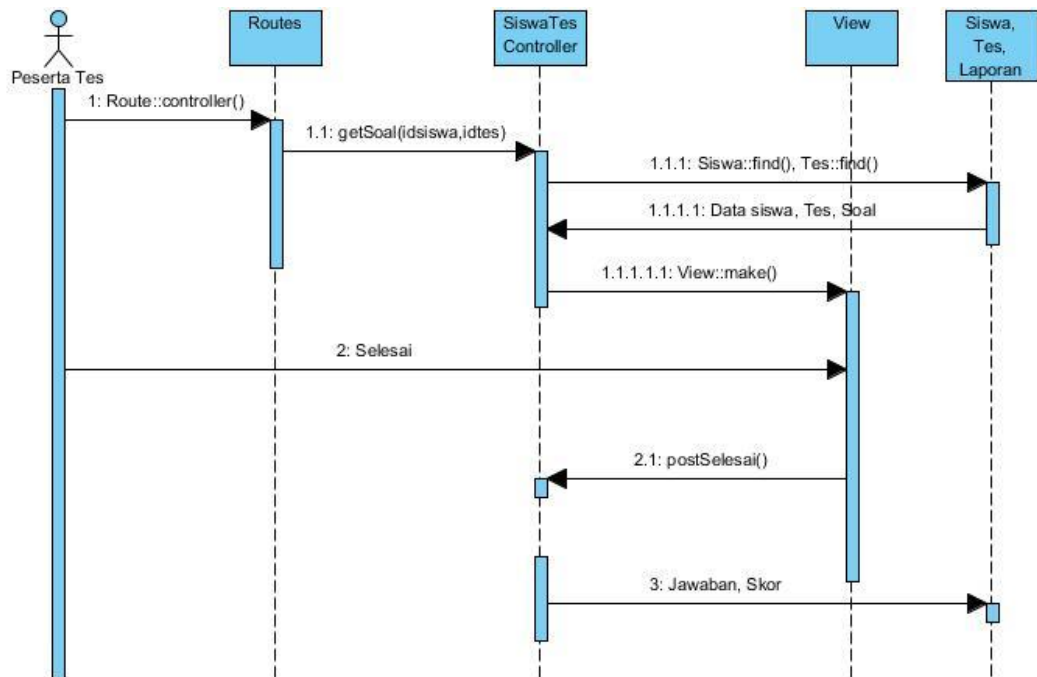 Routes
SiswaTes
Controller
View
Siswa,
Tes,
Laporan
Peserta Tes
1: Route::controller()
1.1: getSoal(idsiswa,idtes)
1.1.1: Siswa::find(), Tes::find()
1.1.1.1: Data siswa, Tes, Soal
1.1.1.1.1: View::make()
2: Selesai
2.1: postSelesai()
3: Jawaban, Skor